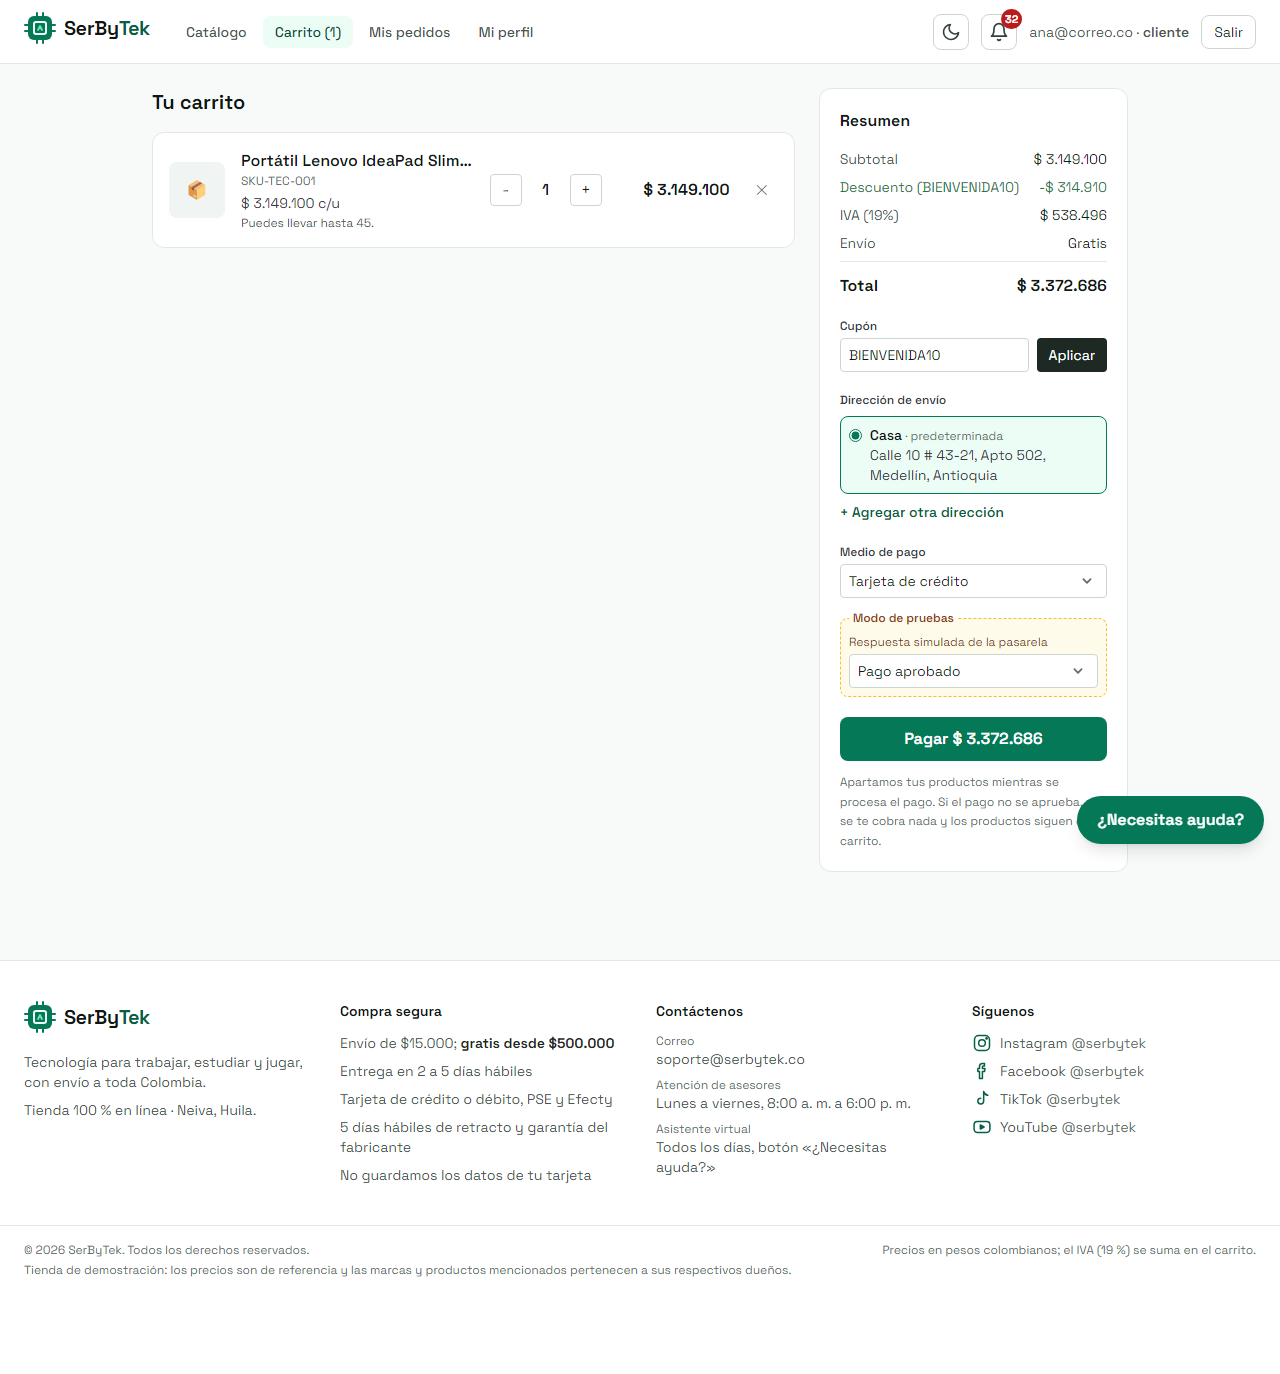 SerByTek
Catálogo
Carrito (1)
Mis pedidos
Mi perfil
32
ana@correo.co · cliente
Salir
Tu carrito
Portátil Lenovo IdeaPad Slim...
SKU-TEC-001
$ 3.149.100 c/u
Puedes llevar hasta 45.
- 1 +
$ 3.149.100
Resumen
Subtotal $ 3.149.100
Descuento (BIENVENIDA10) -$ 314.910
IVA (19%) $ 538.496
Envío Gratis
Total $ 3.372.686
Cupón
BIENVENIDA10
Aplicar
Dirección de envío
Casa · predeterminada
Calle 10 # 43-21, Apto 502,
Medellín, Antioquia
+ Agregar otra dirección
Medio de pago
Tarjeta de crédito
Modo de pruebas
Respuesta simulada de la pasarela
Pago aprobado
Pagar $ 3.372.686
Apartamos tus productos mientras se
procesa el pago. Si el pago no se aprueba,
se te cobra nada y los productos siguen
carrito.
¿Necesitas ayuda?
SerByTek
Tecnología para trabajar, estudiar y jugar,
con envío a toda Colombia.
Tienda 100 % en línea · Neiva, Huila.
Compra segura
Envío de $15.000; gratis desde $500.000
Entrega en 2 a 5 días hábiles
Tarjeta de crédito o débito, PSE y Efecty
5 días hábiles de retracto y garantía del
fabricante
No guardamos los datos de tu tarjeta
Contáctenos
Correo
soporte@serbytek.co
Atención de asesores
Lunes a viernes, 8:00 a. m. a 6:00 p. m.
Asistente virtual
Todos los días, botón «¿Necesitas
ayuda?»
Síguenos
Instagram @serbytek
Facebook @serbytek
TikTok @serbytek
YouTube @serbytek
© 2026 SerByTek. Todos los derechos reservados.
Precios en pesos colombianos; el IVA (19 %) se suma en el carrito.
Tienda de demostración: los precios son de referencia y las marcas y productos mencionados pertenecen a sus respectivos dueños.